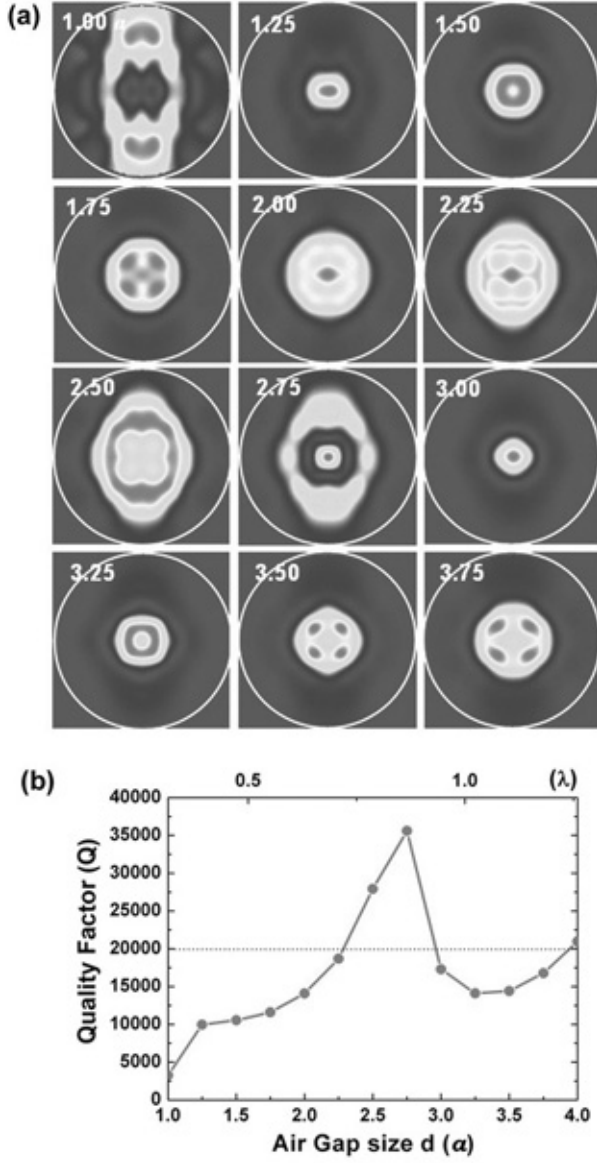 (a)
1.00 a 1.25 1.50
1.75 2.00 2.25
2.50 2.75 3.00
3.25 3.50 3.75
(b)
0.5 1.0 (λ)
40000
35000
30000
25000
20000
15000
10000
5000
0
Quality Factor (Q)
1.0 1.5 2.0 2.5 3.0 3.5 4.0
Air Gap size d (a)